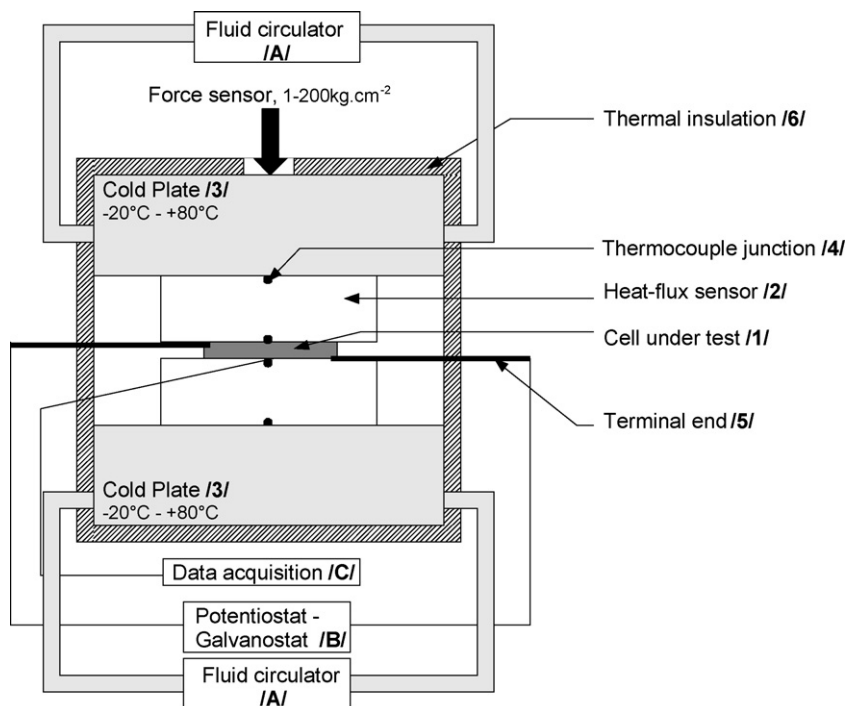 Fluid circulator
/A/
Force sensor, 1-200kg.cm-2
Thermal insulation /6/
Cold Plate /3/
-20°C - +80°C
Thermocouple junction /4/
Heat-flux sensor /2/
Cell under test /1/
Terminal end /5/
Cold Plate /3/
-20°C - +80°C
Data acquisition /C/
Potentiostat -
Galvanostat /B/
Fluid circulator
/A/